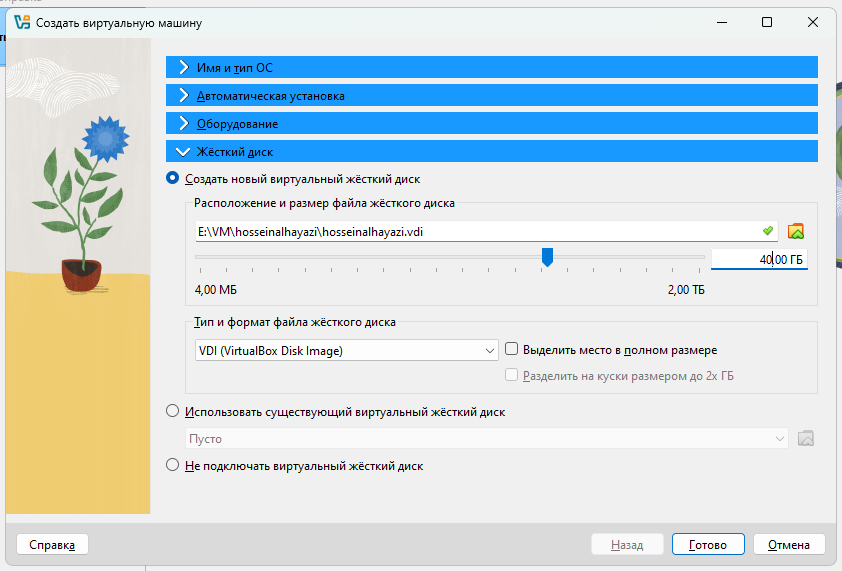 Создать виртуальную машину
Имя и тип ОС
Автоматическая установка
Оборудование
Жёсткий диск
Создать новый виртуальный жёсткий диск
Расположение и размер файла жёсткого диска
E:\VM\hosseinalhayazi\hosseinalhayazi.vdi
40,00 ГБ
4,00 МБ
2,00 ТБ
Тип и формат файла жёсткого диска
VDI (VirtualBox Disk Image)
Выделить место в полном размере
Разделить на куски размером до 2х ГБ
Использовать существующий виртуальный жёсткий диск
Пусто
Не подключать виртуальный жёсткий диск
Справка
Назад
Готово
Отмена